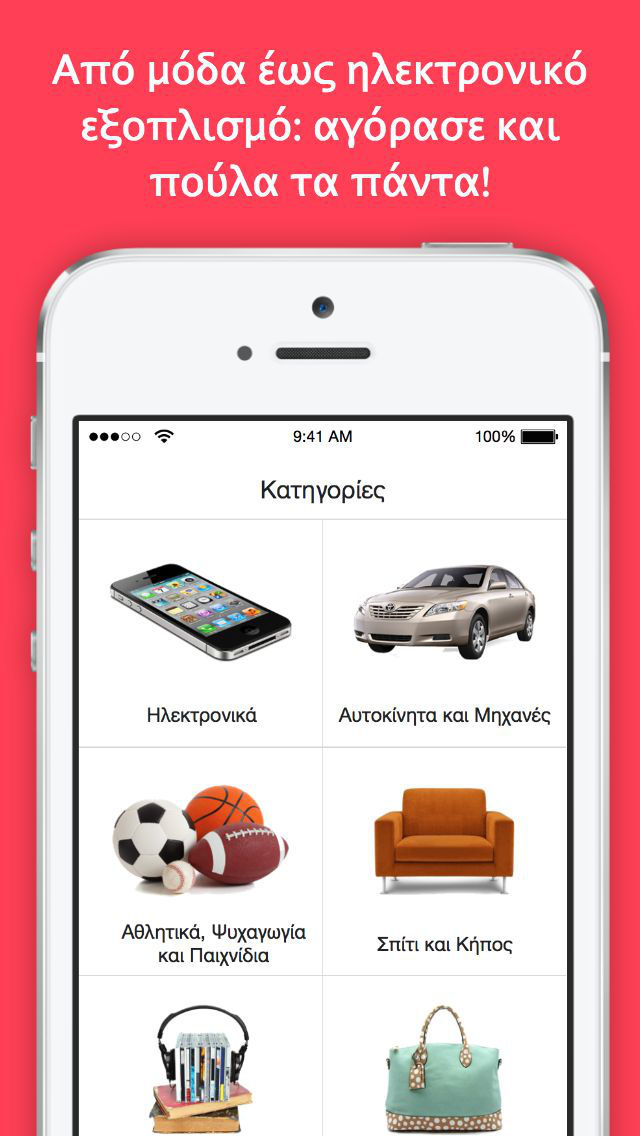 Από μόδα έως ηλεκτρονικό
εξοπλισμό: αγόρασε και
πούλα τα πάντα!
9:41 AM
100%
Κατηγορίες
Ηλεκτρονικά
Αυτοκίνητα και Μηχανές
Αθλητικά, Ψυχαγωγία
και Παιχνίδια
Σπίτι και Κήπος